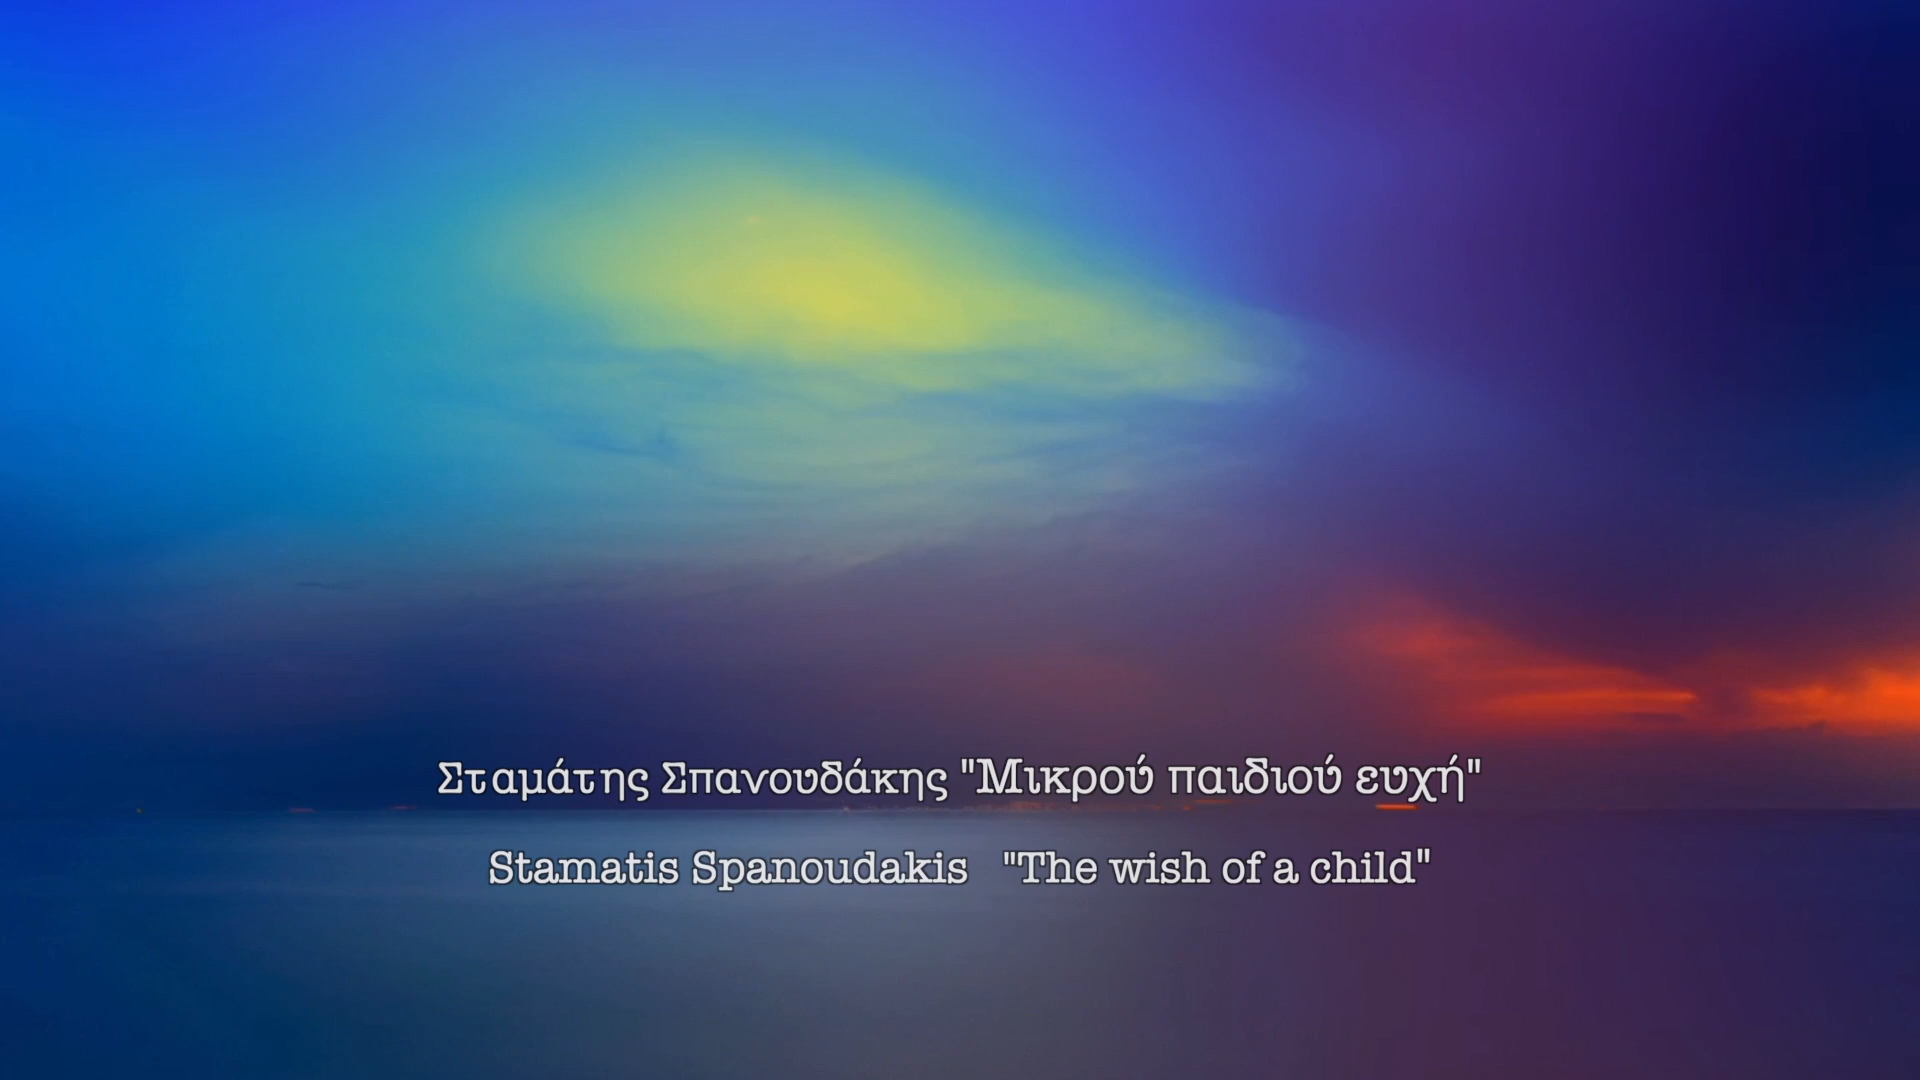 Σταμάτης Σπανουδάκης "Μικρού παιδιού ευχή"
Stamatis Spanoudakis "The wish of a child"